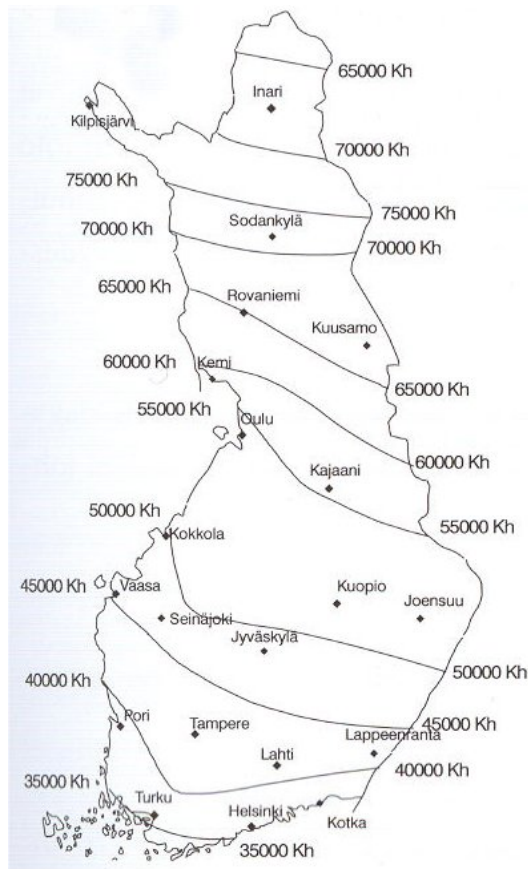 65000 Kh
Inari
Kilpisjärvi
70000 Kh
75000 Kh
75000 Kh
Sodankylä
70000 Kh
70000 Kh
65000 Kh
Rovaniemi
Kuusamo
60000 Kh
Kemi
65000 Kh
55000 Kh
Oulu
60000 Kh
Kajaani
50000 Kh
55000 Kh
Kokkola
45000 Kh
Vaasa
Kuopio
Joensuu
Seinäjoki
Jyväskylä
50000 Kh
40000 Kh
Pori
Tampere
45000 Kh
Lappeenranta
Lahti
40000 Kh
35000 Kh
Turku
Helsinki
Kotka
35000 Kh